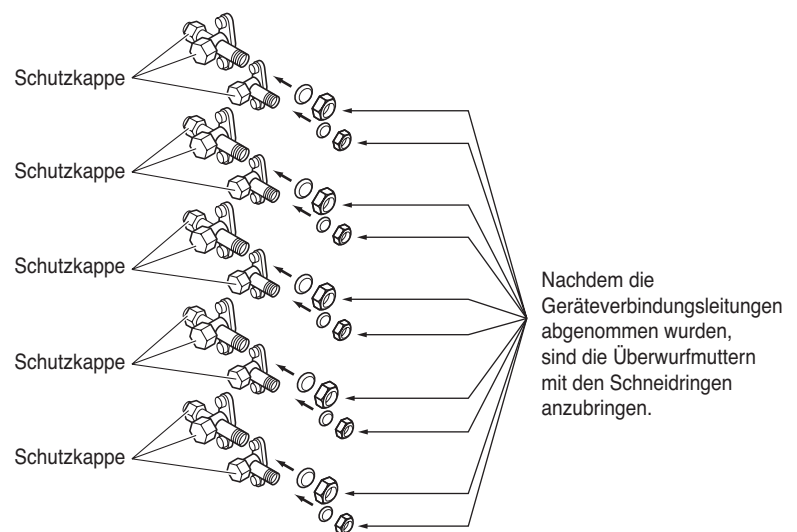 Schutzkappe
Schutzkappe
Schutzkappe
Schutzkappe
Schutzkappe
Nachdem die
Geräteverbindungsleitungen
abgenommen wurden,
sind die Überwurfmuttern
mit den Schneidringen
anzubringen.